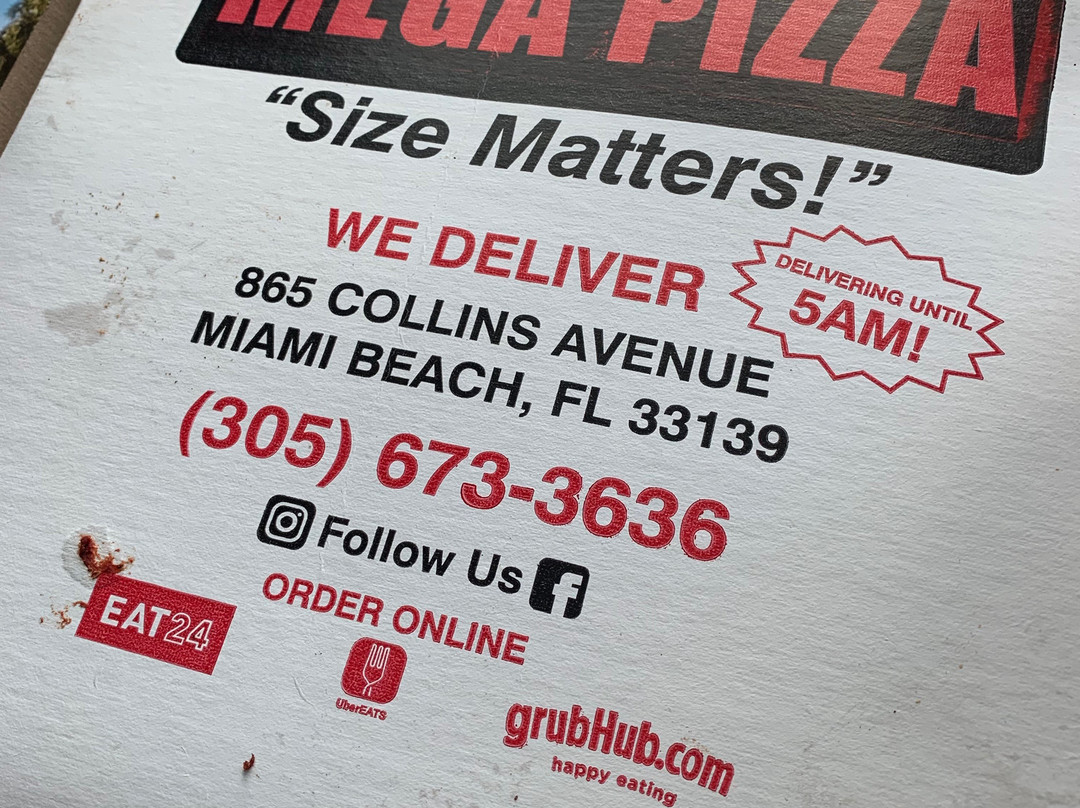 MEGA PIZZA
“Size Matters!”
WE DELIVER
DELIVERING UNTIL
5AM!
865 COLLINS AVENUE
MIAMI BEACH, FL 33139
(305) 673-3636
Follow Us
ORDER ONLINE
EAT24
UberEATS
grubHub.com
happy eating